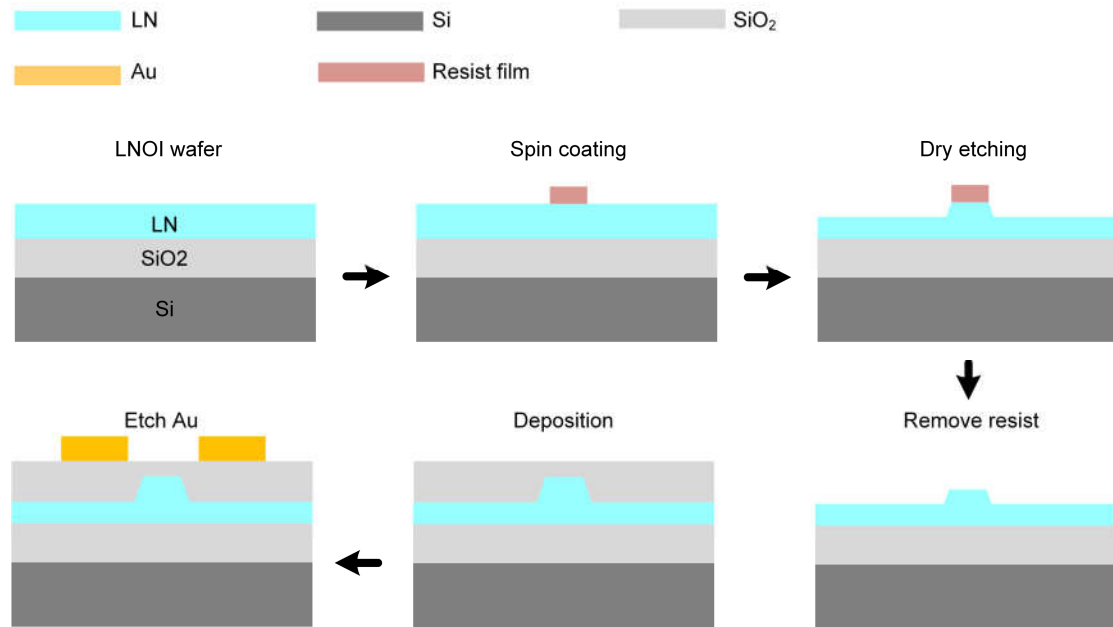 LN
Si
SiO₂
Au
Resist film
LNOI wafer
Spin coating
Dry etching
LN
SiO2
Si
Etch Au
Deposition
Remove resist